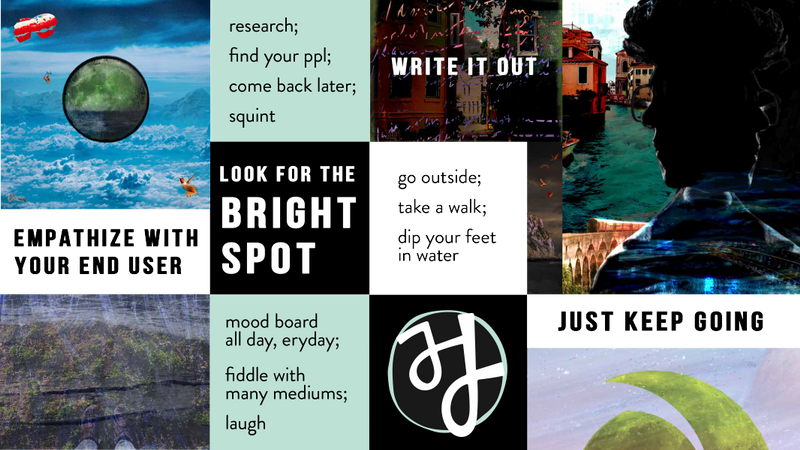 research;
find your ppl;
come back later;
squint
WRITE IT OUT
EMPATHIZE WITH
YOUR END USER
LOOK FOR THE
BRIGHT
SPOT
go outside;
take a walk;
dip your feet
in water
mood board
all day, eryday;
fiddle with
many mediums;
laugh
JUST KEEP GOING